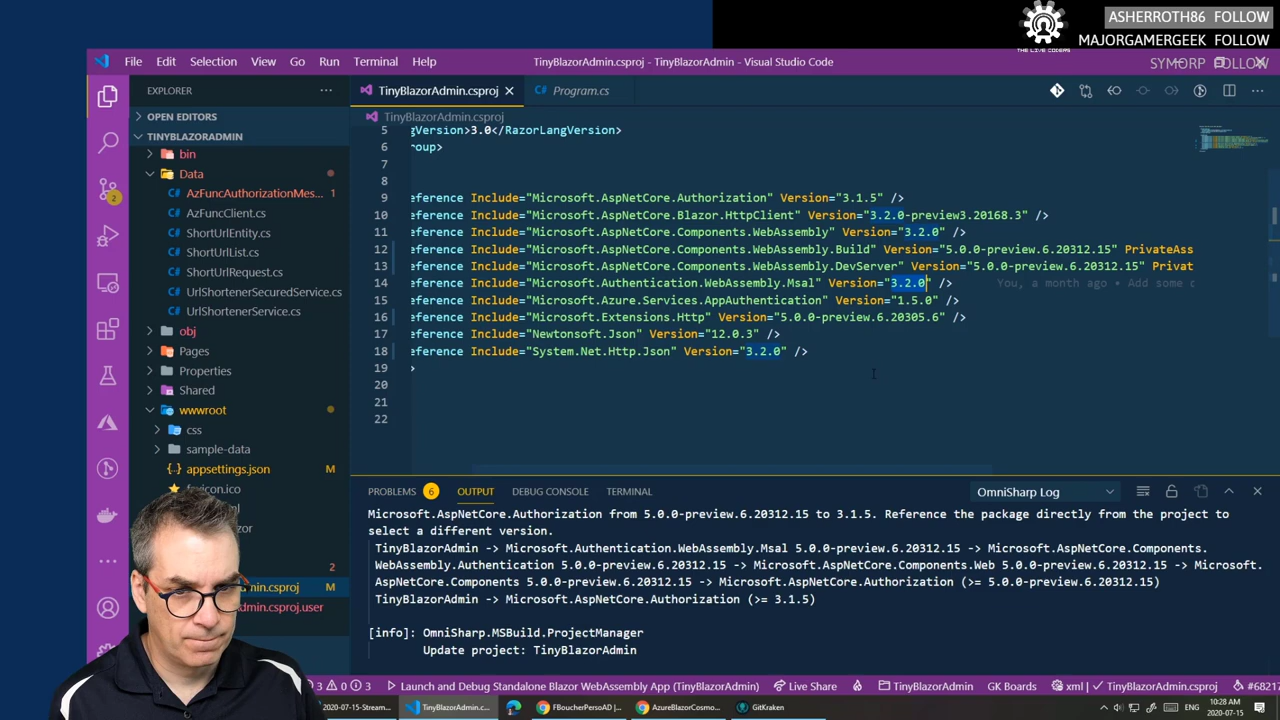 ASHERROTH86 FOLLOW
MAJORGAMERGEEK FOLLOW
SYMORP FOLLOW
THE LIVE CODERS
File Edit Selection View Go Run Terminal Help
TinyBlazorAdmin.csproj - TinyBlazorAdmin - Visual Studio Code
EXPLORER
OPEN EDITORS
TINYBLAZORADMIN
bin
Data
AzFuncAuthorizationMes... 1
AzFuncClient.cs
ShortUrlEntity.cs
ShortUrlList.cs
ShortUrlRequest.cs
UrlShortenerSecuredService.cs
UrlShortenerService.cs
obj
Pages
Properties
Shared
wwwroot
css
sample-data
appsettings.json M
favicon.ico
2
min.csproj M
dmin.csproj.user
TinyBlazorAdmin.csproj Program.cs
TinyBlazorAdmin.csproj
5 gVersion>3.0</RazorLangVersion>
6 roup>
7
8
9 eference Include="Microsoft.AspNetCore.Authorization" Version="3.1.5" />
10 eference Include="Microsoft.AspNetCore.Blazor.HttpClient" Version="3.2.0-preview3.20168.3" />
11 eference Include="Microsoft.AspNetCore.Components.WebAssembly" Version="3.2.0" />
12 eference Include="Microsoft.AspNetCore.Components.WebAssembly.Build" Version="5.0.0-preview.6.20312.15" PrivateAss
13 eference Include="Microsoft.AspNetCore.Components.WebAssembly.DevServer" Version="5.0.0-preview.6.20312.15" Privat
14 eference Include="Microsoft.Authentication.WebAssembly.Msal" Version="3.2.0" /> You, a month ago • Add some c
15 eference Include="Microsoft.Azure.Services.AppAuthentication" Version="1.5.0" />
16 eference Include="Microsoft.Extensions.Http" Version="5.0.0-preview.6.20305.6" />
17 eference Include="Newtonsoft.Json" Version="12.0.3" />
18 eference Include="System.Net.Http.Json" Version="3.2.0" />
19 >
20
21
22
PROBLEMS 6 OUTPUT DEBUG CONSOLE TERMINAL OmniSharp Log
Microsoft.AspNetCore.Authorization from 5.0.0-preview.6.20312.15 to 3.1.5. Reference the package directly from the project to
select a different version.
TinyBlazorAdmin -> Microsoft.Authentication.WebAssembly.Msal 5.0.0-preview.6.20312.15 -> Microsoft.AspNetCore.Components.
WebAssembly.Authentication 5.0.0-preview.6.20312.15 -> Microsoft.AspNetCore.Components.Web 5.0.0-preview.6.20312.15 -> Microsoft.
AspNetCore.Components 5.0.0-preview.6.20312.15 -> Microsoft.AspNetCore.Authorization (>= 5.0.0-preview.6.20312.15)
TinyBlazorAdmin -> Microsoft.AspNetCore.Authorization (>= 3.1.5)
[info]: OmniSharp.MSBuild.ProjectManager
Update project: TinyBlazorAdmin
3 0 3 Launch and Debug Standalone Blazor WebAssembly App (TinyBlazorAdmin) Live Share TinyBlazorAdmin GK Boards xml TinyBlazorAdmin.csproj #68217
2020-07-15-Stream... TinyBlazorAdmin.c... FBoucherPersoAD |... AzureBlazorCosmo... GitKraken
10:28 AM
2020-07-15